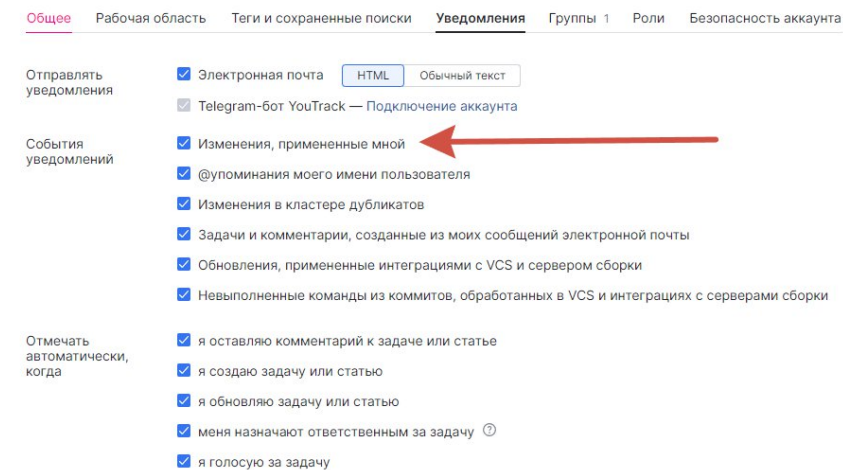 Общее Рабочая область Теги и сохраненные поиски Уведомления Группы 1 Роли Безопасность аккаунта
Отправлять уведомления
Электронная почта HTML Обычный текст
Telegram-бот YouTrack — Подключение аккаунта
События уведомлений
Изменения, примененные мной
@упоминания моего имени пользователя
Изменения в кластере дубликатов
Задачи и комментарии, созданные из моих сообщений электронной почты
Обновления, примененные интеграциями с VCS и сервером сборки
Невыполненные команды из коммитов, обработанных в VCS и интеграциях с серверами сборки
Отмечать автоматически, когда
я оставляю комментарий к задаче или статье
я создаю задачу или статью
я обновляю задачу или статью
меня назначают ответственным за задачу ?
я голосую за задачу